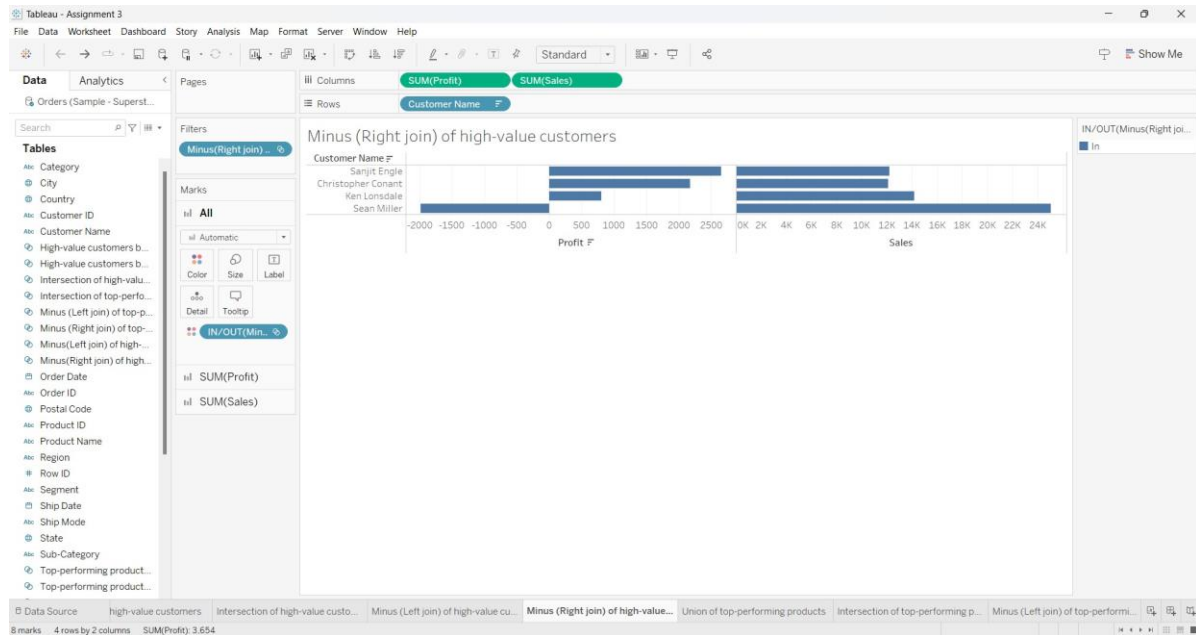 Tableau - Assignment 3
File Data Worksheet Dashboard Story Analysis Map Format Server Window Help
Standard
Show Me
Data
Analytics
Orders (Sample - Superst...
Search
Tables
Abc Category
City
Country
Abc Customer ID
Abc Customer Name
High-value customers b...
High-value customers b...
Intersection of high-valu...
Intersection of top-perfo...
Minus (Left join) of top-p...
Minus (Right join) of top-...
Minus(Left join) of high-...
Minus(Right join) of high...
Order Date
Abc Order ID
Postal Code
Abc Product ID
Abc Product Name
Abc Region
# Row ID
Abc Segment
Ship Date
Abc Ship Mode
State
Abc Sub-Category
Top-performing product...
Top-performing product...
Pages
Filters
Minus(Right join) ...
Marks
All
Automatic
Color Size Label
Detail Tooltip
IN/OUT(Min...
SUM(Profit)
SUM(Sales)
Columns SUM(Profit) SUM(Sales)
Rows Customer Name
Minus (Right join) of high-value customers
Customer Name
Sanjit Engle
Christopher Conant
Ken Lonsdale
Sean Miller
-2000 -1500 -1000 -500 0 500 1000 1500 2000 2500
Profit
0K 2K 4K 6K 8K 10K 12K 14K 16K 18K 20K 22K 24K
Sales
IN/OUT(Minus(Right joi...
In
Data Source
high-value customers
Intersection of high-value custo...
Minus (Left join) of high-value cu...
Minus (Right join) of high-value...
Union of top-performing products
Intersection of top-performing p...
Minus (Left join) of top-performi...
8 marks 4 rows by 2 columns SUM(Profit): 3.654